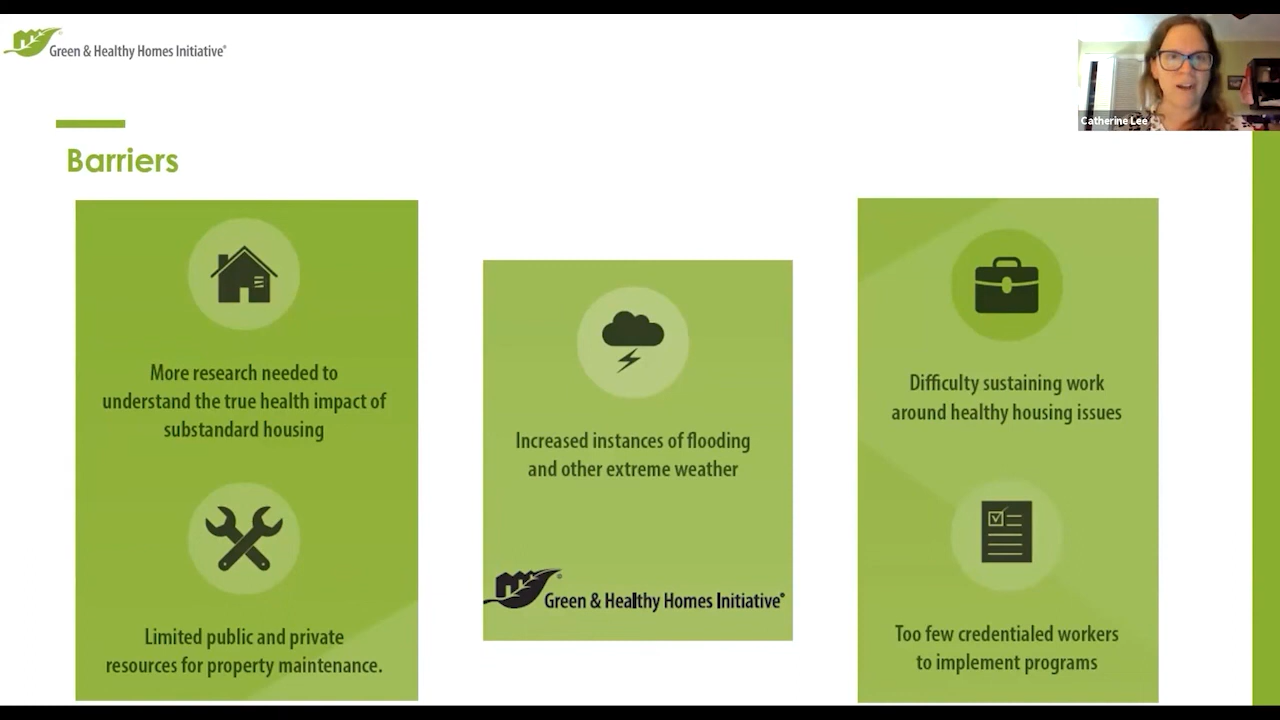 Green & Healthy Homes Initiative®
Catherine Lee
Barriers
More research needed to
understand the true health impact of
substandard housing
Limited public and private
resources for property maintenance.
Increased instances of flooding
and other extreme weather
Green & Healthy Homes Initiative®
Difficulty sustaining work
around healthy housing issues
Too few credentialed workers
to implement programs